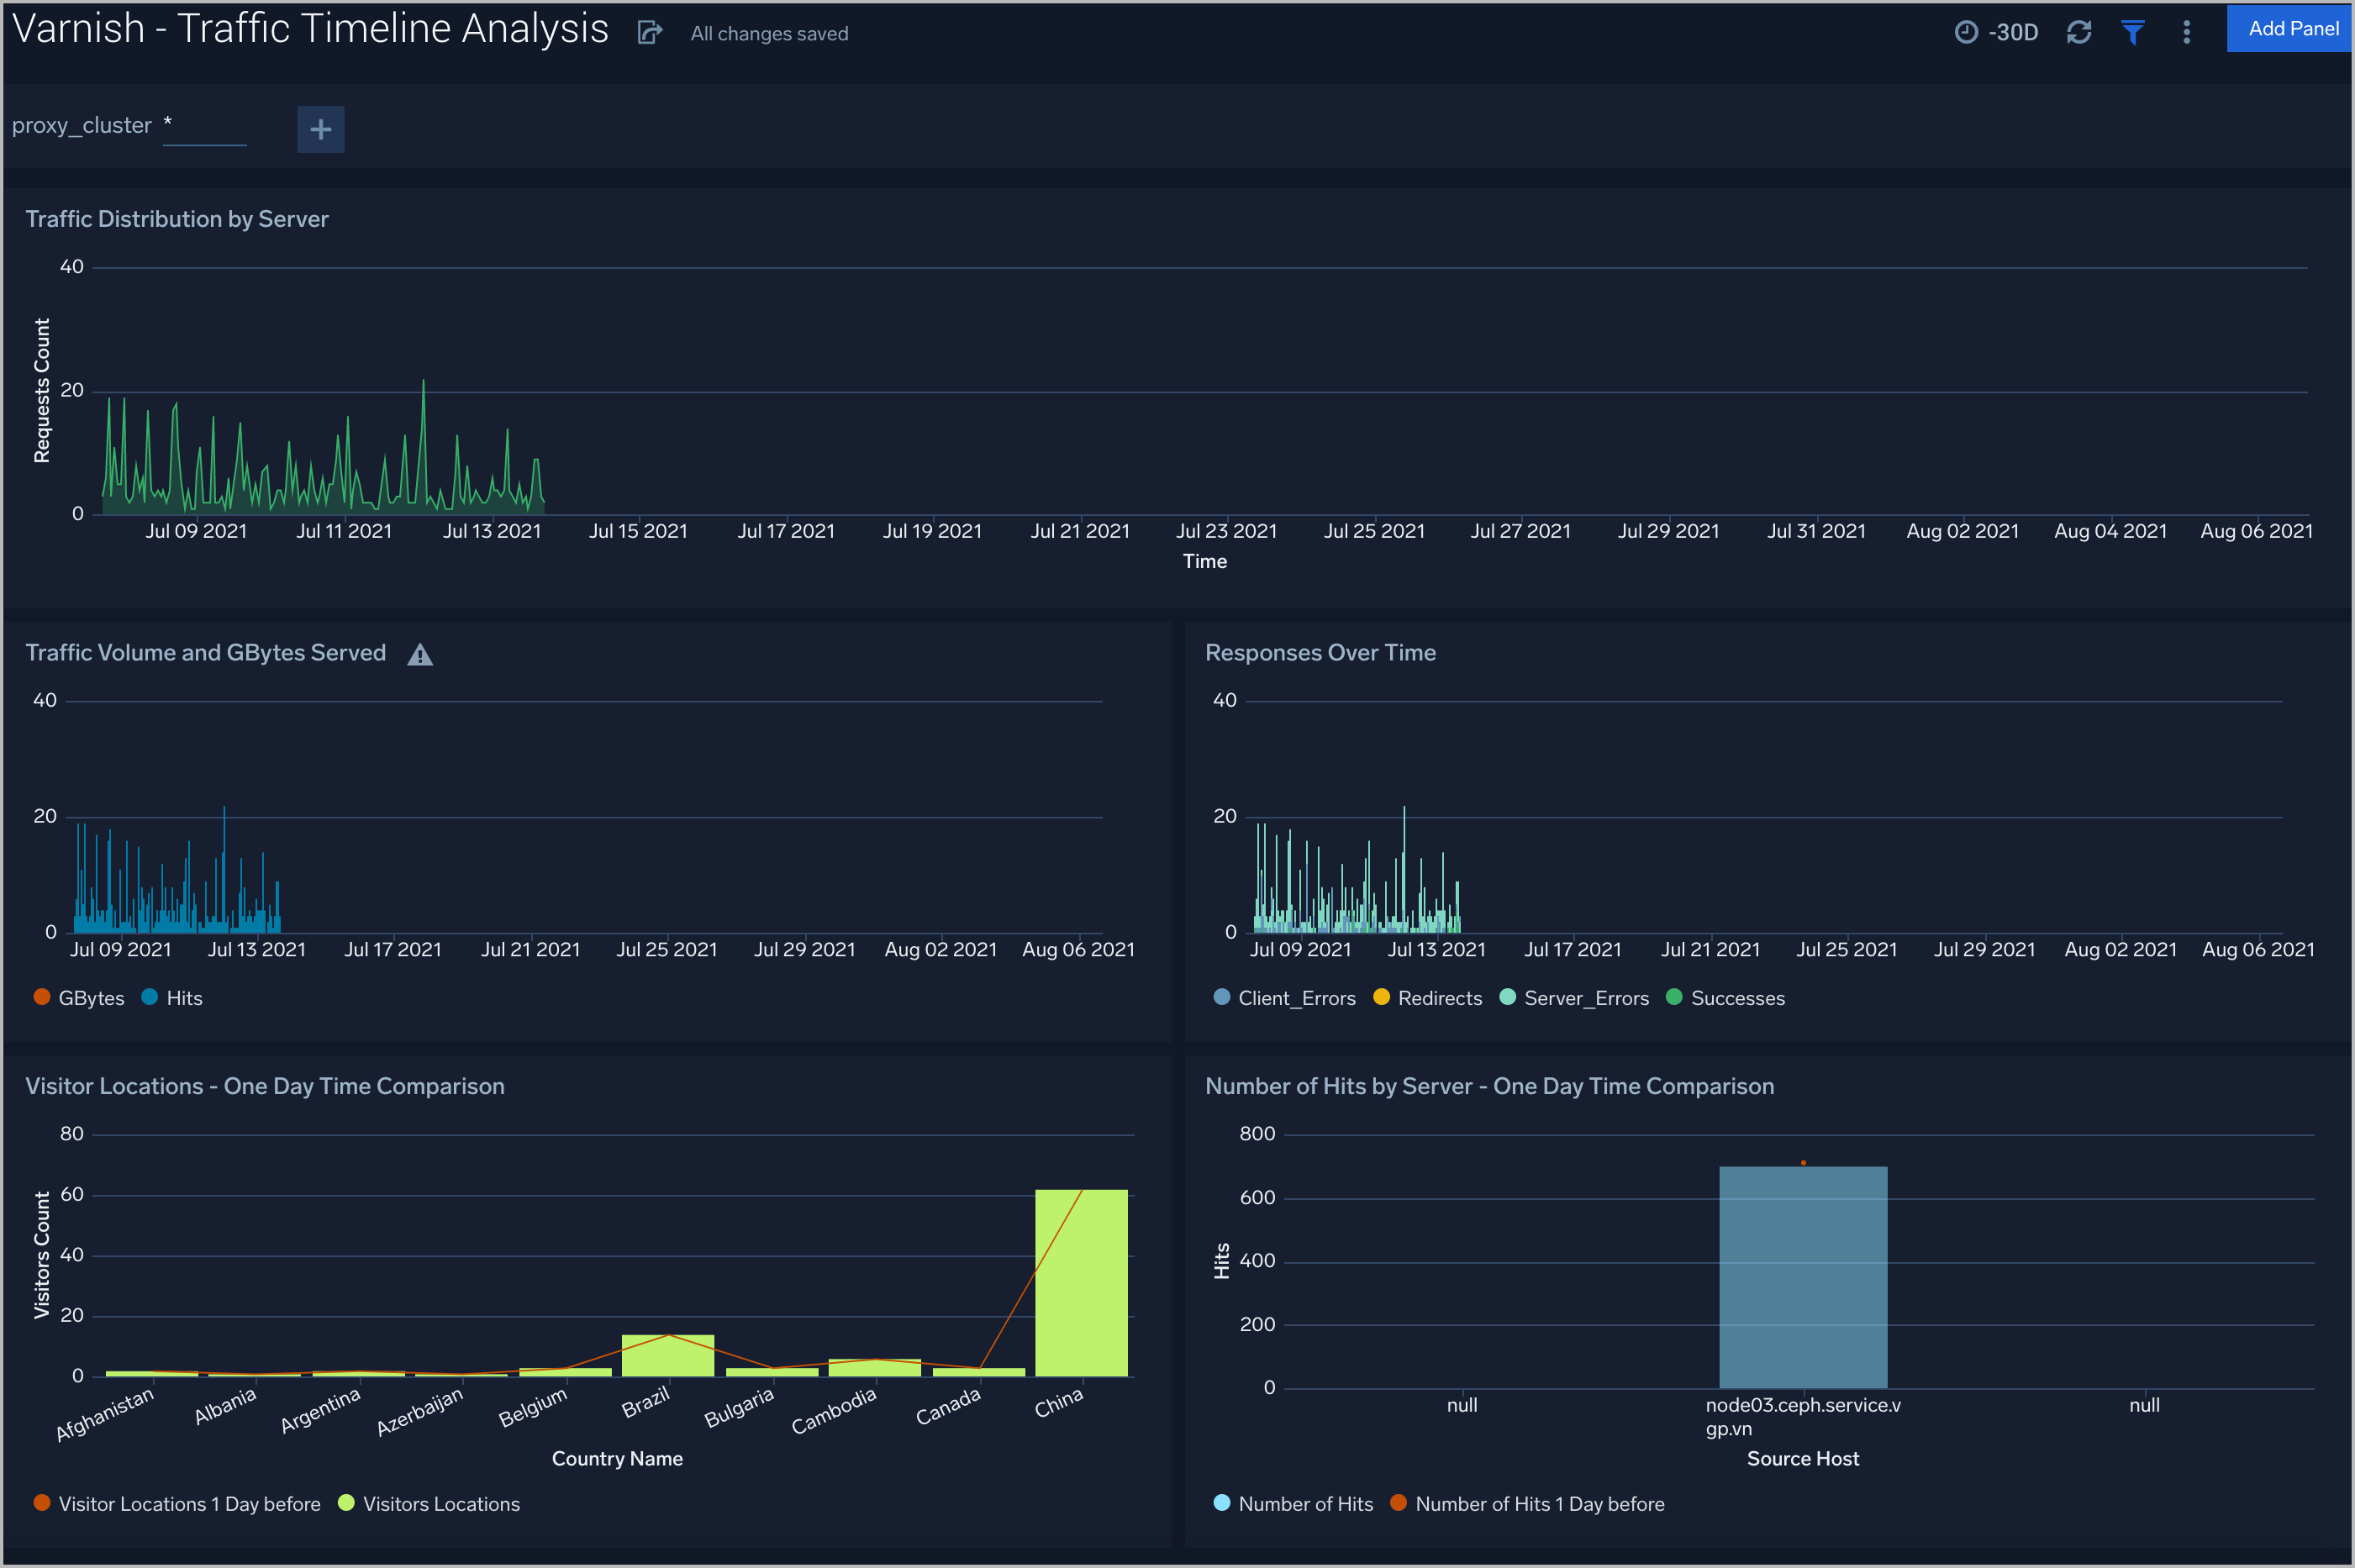 Varnish - Traffic Timeline Analysis All changes saved -30D Add Panel
proxy_cluster * +
Traffic Distribution by Server
40
20
0
Requests Count
Jul 09 2021 Jul 11 2021 Jul 13 2021 Jul 15 2021 Jul 17 2021 Jul 19 2021 Jul 21 2021 Jul 23 2021 Jul 25 2021 Jul 27 2021 Jul 29 2021 Jul 31 2021 Aug 02 2021 Aug 04 2021 Aug 06 2021
Time
Traffic Volume and GBytes Served
40
20
0
Jul 09 2021 Jul 13 2021 Jul 17 2021 Jul 21 2021 Jul 25 2021 Jul 29 2021 Aug 02 2021 Aug 06 2021
GBytes Hits
Responses Over Time
40
20
0
Jul 09 2021 Jul 13 2021 Jul 17 2021 Jul 21 2021 Jul 25 2021 Jul 29 2021 Aug 02 2021 Aug 06 2021
Client_Errors Redirects Server_Errors Successes
Visitor Locations - One Day Time Comparison
80
60
40
20
0
Visitors Count
Afghanistan Albania Argentina Azerbaijan Belgium Brazil Bulgaria Cambodia Canada China
Country Name
Visitor Locations 1 Day before Visitors Locations
Number of Hits by Server - One Day Time Comparison
800
600
400
200
0
Hits
null node03.ceph.service.v null
gp.vn
Source Host
Number of Hits Number of Hits 1 Day before